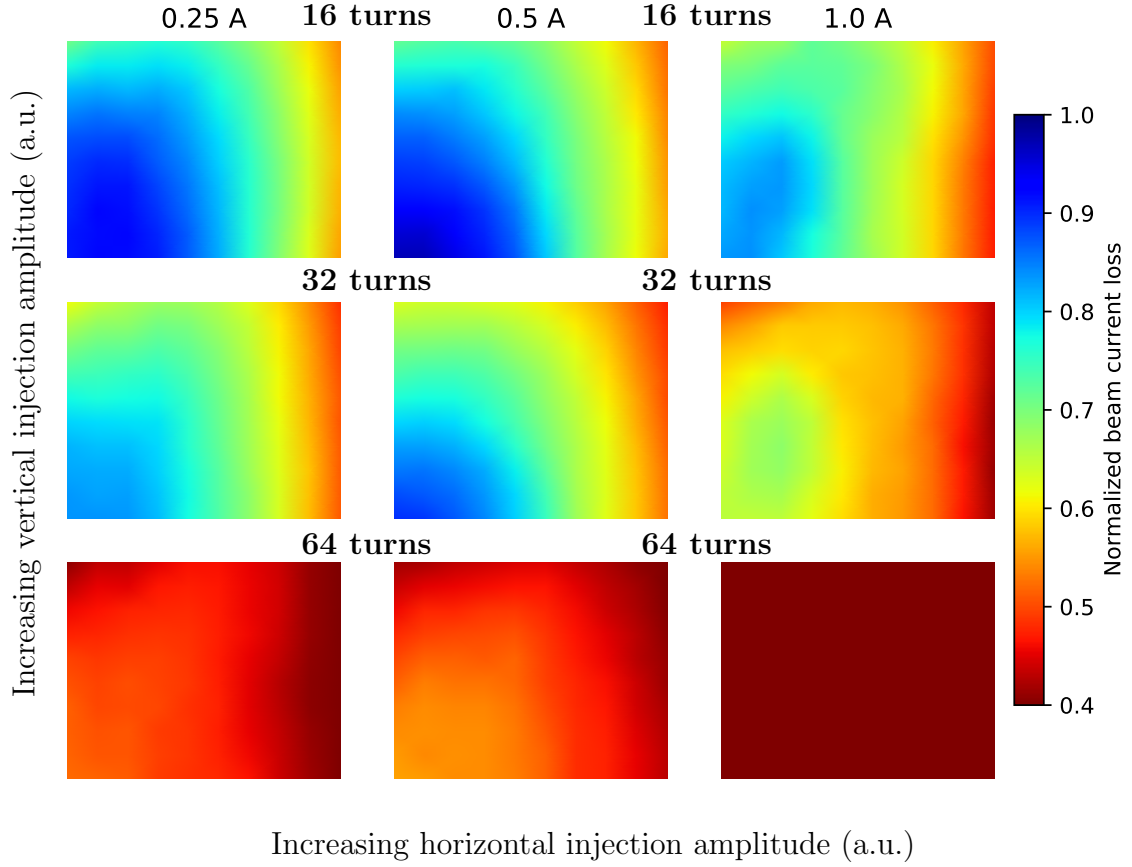 16 turns 16 turns
0.25 A 0.5 A 1.0 A
32 turns 32 turns
64 turns 64 turns
Increasing vertical injection amplitude (a.u.)
Increasing horizontal injection amplitude (a.u.)
1.0
0.9
0.8
0.7
0.6
0.5
0.4
Normalized beam current loss